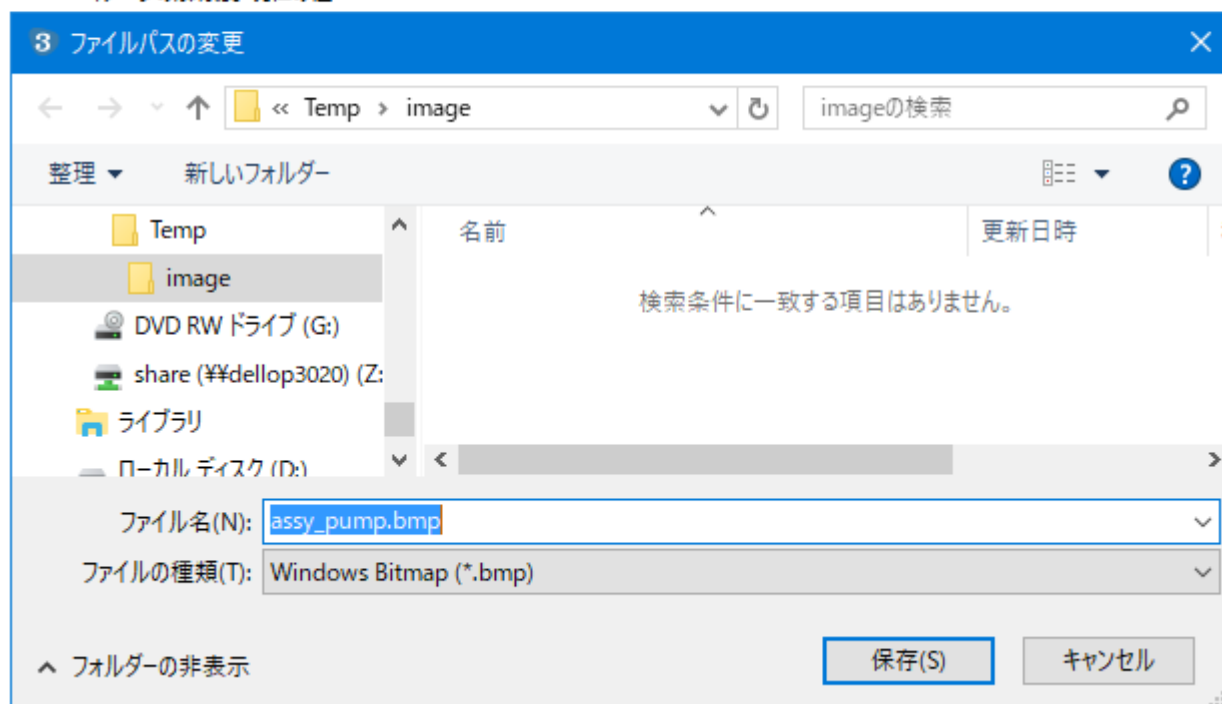 3 ファイルパスの変更
« Temp › image
imageの検索
整理 新しいフォルダー
?
名前 更新日時
Temp
image
検索条件に一致する項目はありません。
DVD RW ドライブ (G:)
share (¥¥dellop3020) (Z:
ライブラリ
ローカル ディスク (D:)
ファイル名(N): assy_pump.bmp
ファイルの種類(T): Windows Bitmap (*.bmp)
フォルダーの非表示
保存(S) キャンセル